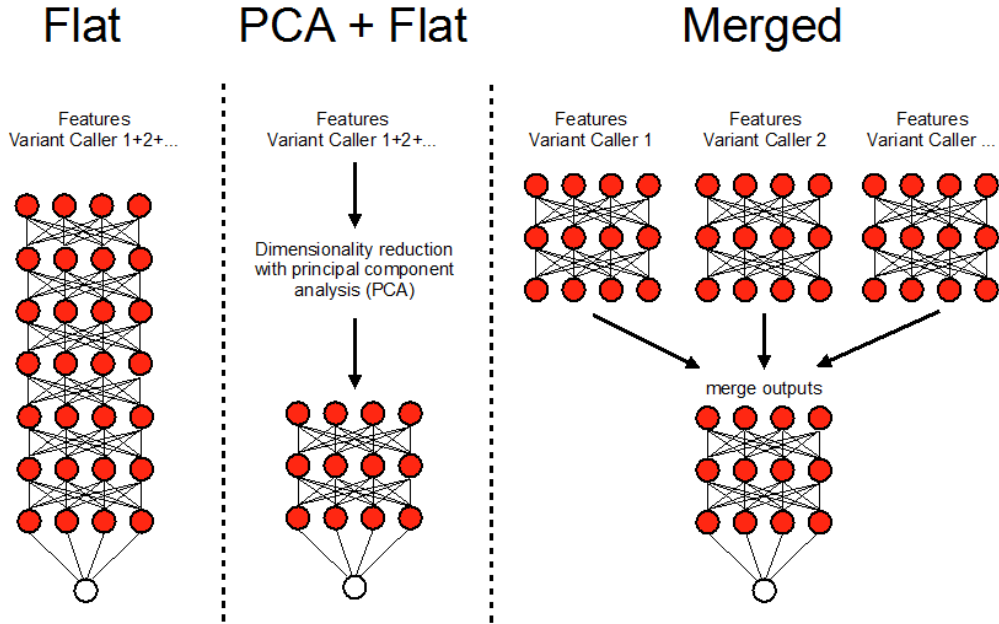 Flat
PCA + Flat
Merged
Features
Variant Caller 1+2+...
Features
Variant Caller 1+2+...
Dimensionality reduction
with principal component
analysis (PCA)
Features
Variant Caller 1
Features
Variant Caller 2
Features
Variant Caller ...
merge outputs